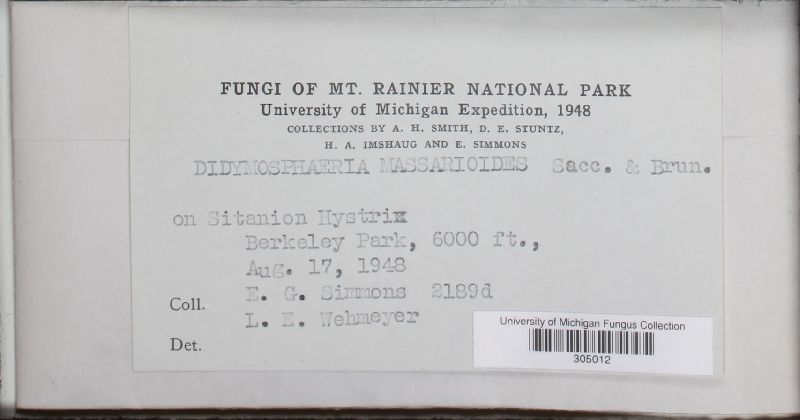 FUNGI OF MT. RAINIER NATIONAL PARK
University of Michigan Expedition, 1948
COLLECTIONS BY A. H. SMITH, D. E. STUNTZ,
H. A. IMSHAUG AND E. SIMMONS
DIDYMOSPHAERIA MASSARIOIDES Sacc. & Brun.
on Sitanion Hystrix
Berkeley Park, 6000 ft.,
Aug. 17, 1948
Coll. E. G. Simmons 2189d
L. E. Wehmeyer
Det.
University of Michigan Fungus Collection
305012